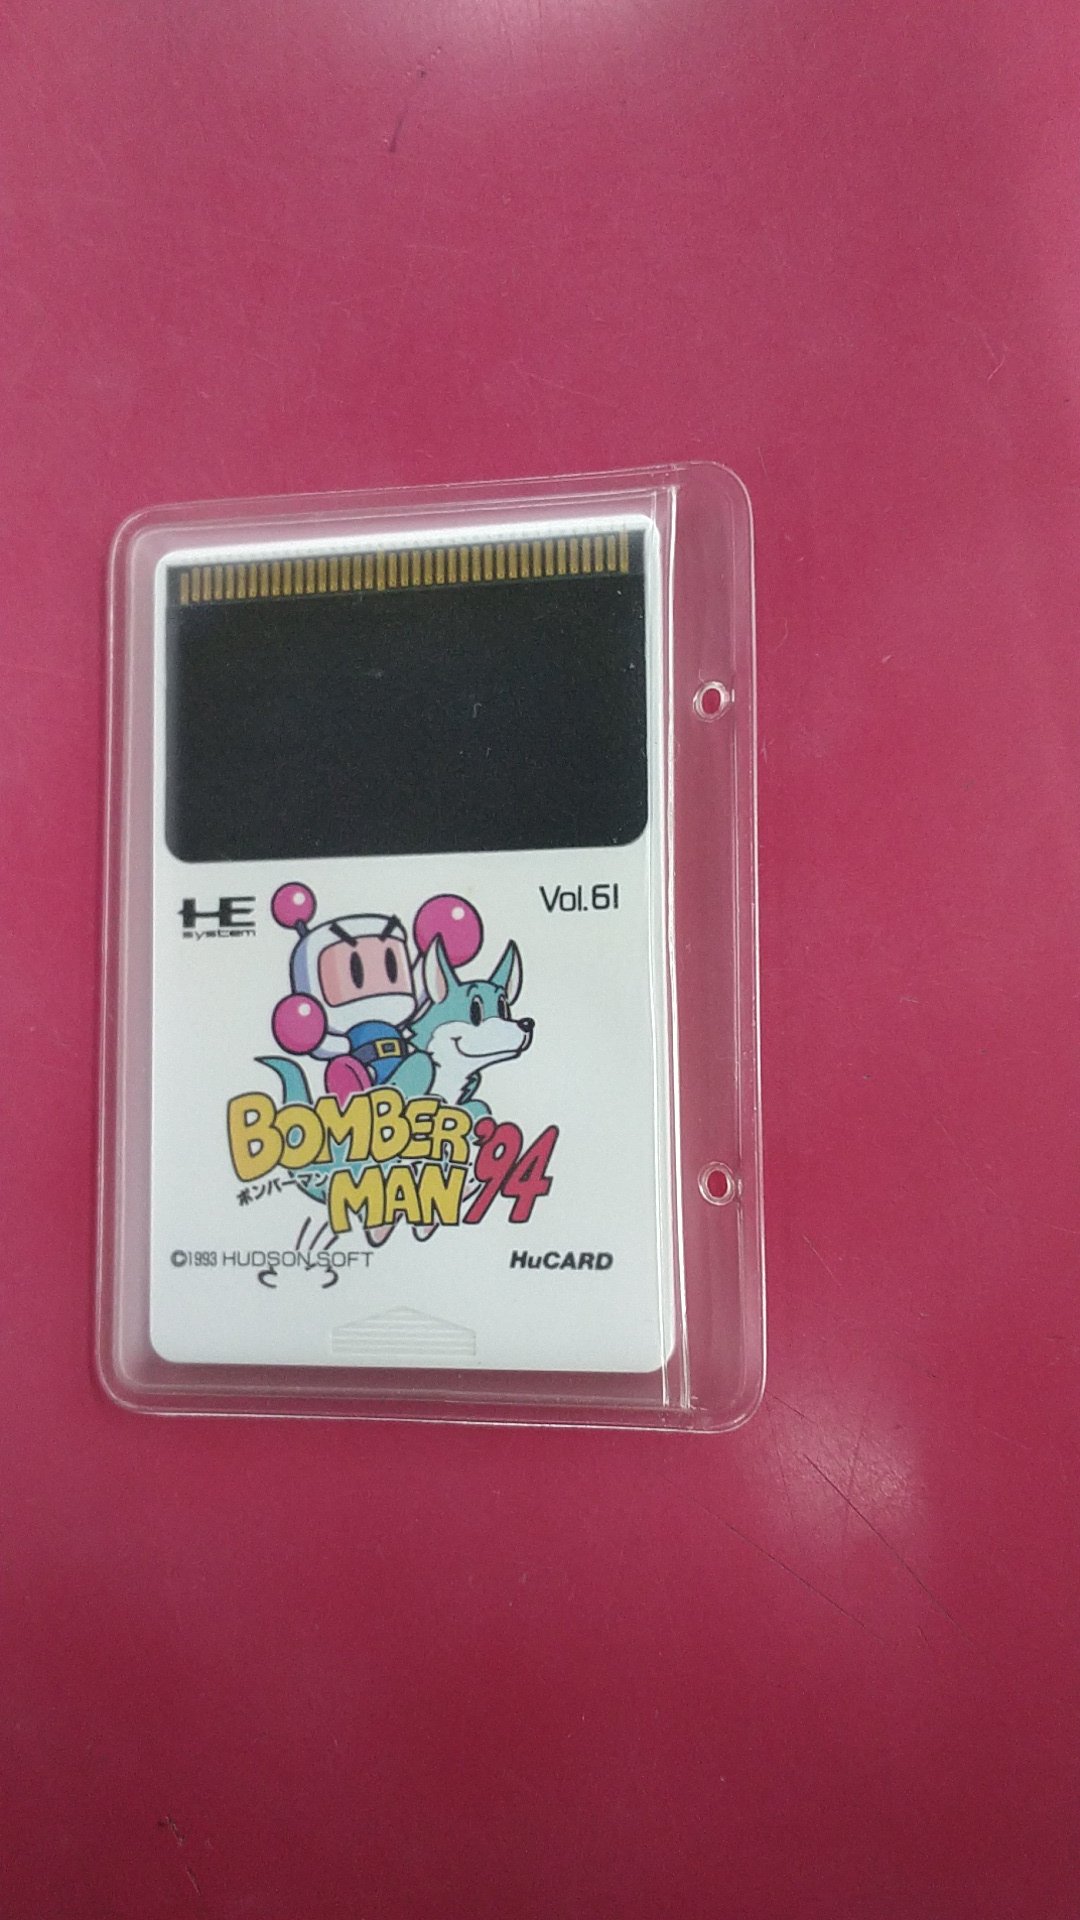 HE
system
Vol.61
BOMBER
ボンバーマン
MAN '94
©1993 HUDSON SOFT
HuCARD